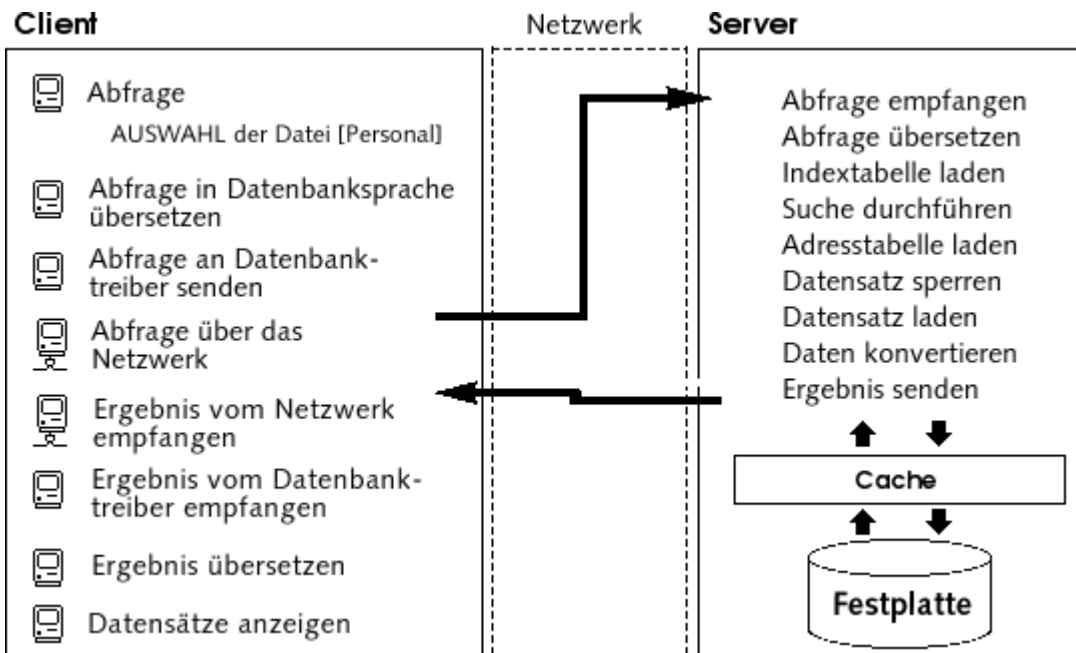 Client
Netzwerk
Server
Abfrage
AUSWAHL der Datei [Personal]
Abfrage in Datenbanksprache
übersetzen
Abfrage an Datenbank-
treiber senden
Abfrage über das
Netzwerk
Ergebnis vom Netzwerk
empfangen
Ergebnis vom Datenbank-
treiber empfangen
Ergebnis übersetzen
Datensätze anzeigen
Abfrage empfangen
Abfrage übersetzen
Indextabelle laden
Suche durchführen
Adresstabelle laden
Datensatz sperren
Datensatz laden
Daten konvertieren
Ergebnis senden
Cache
Festplatte